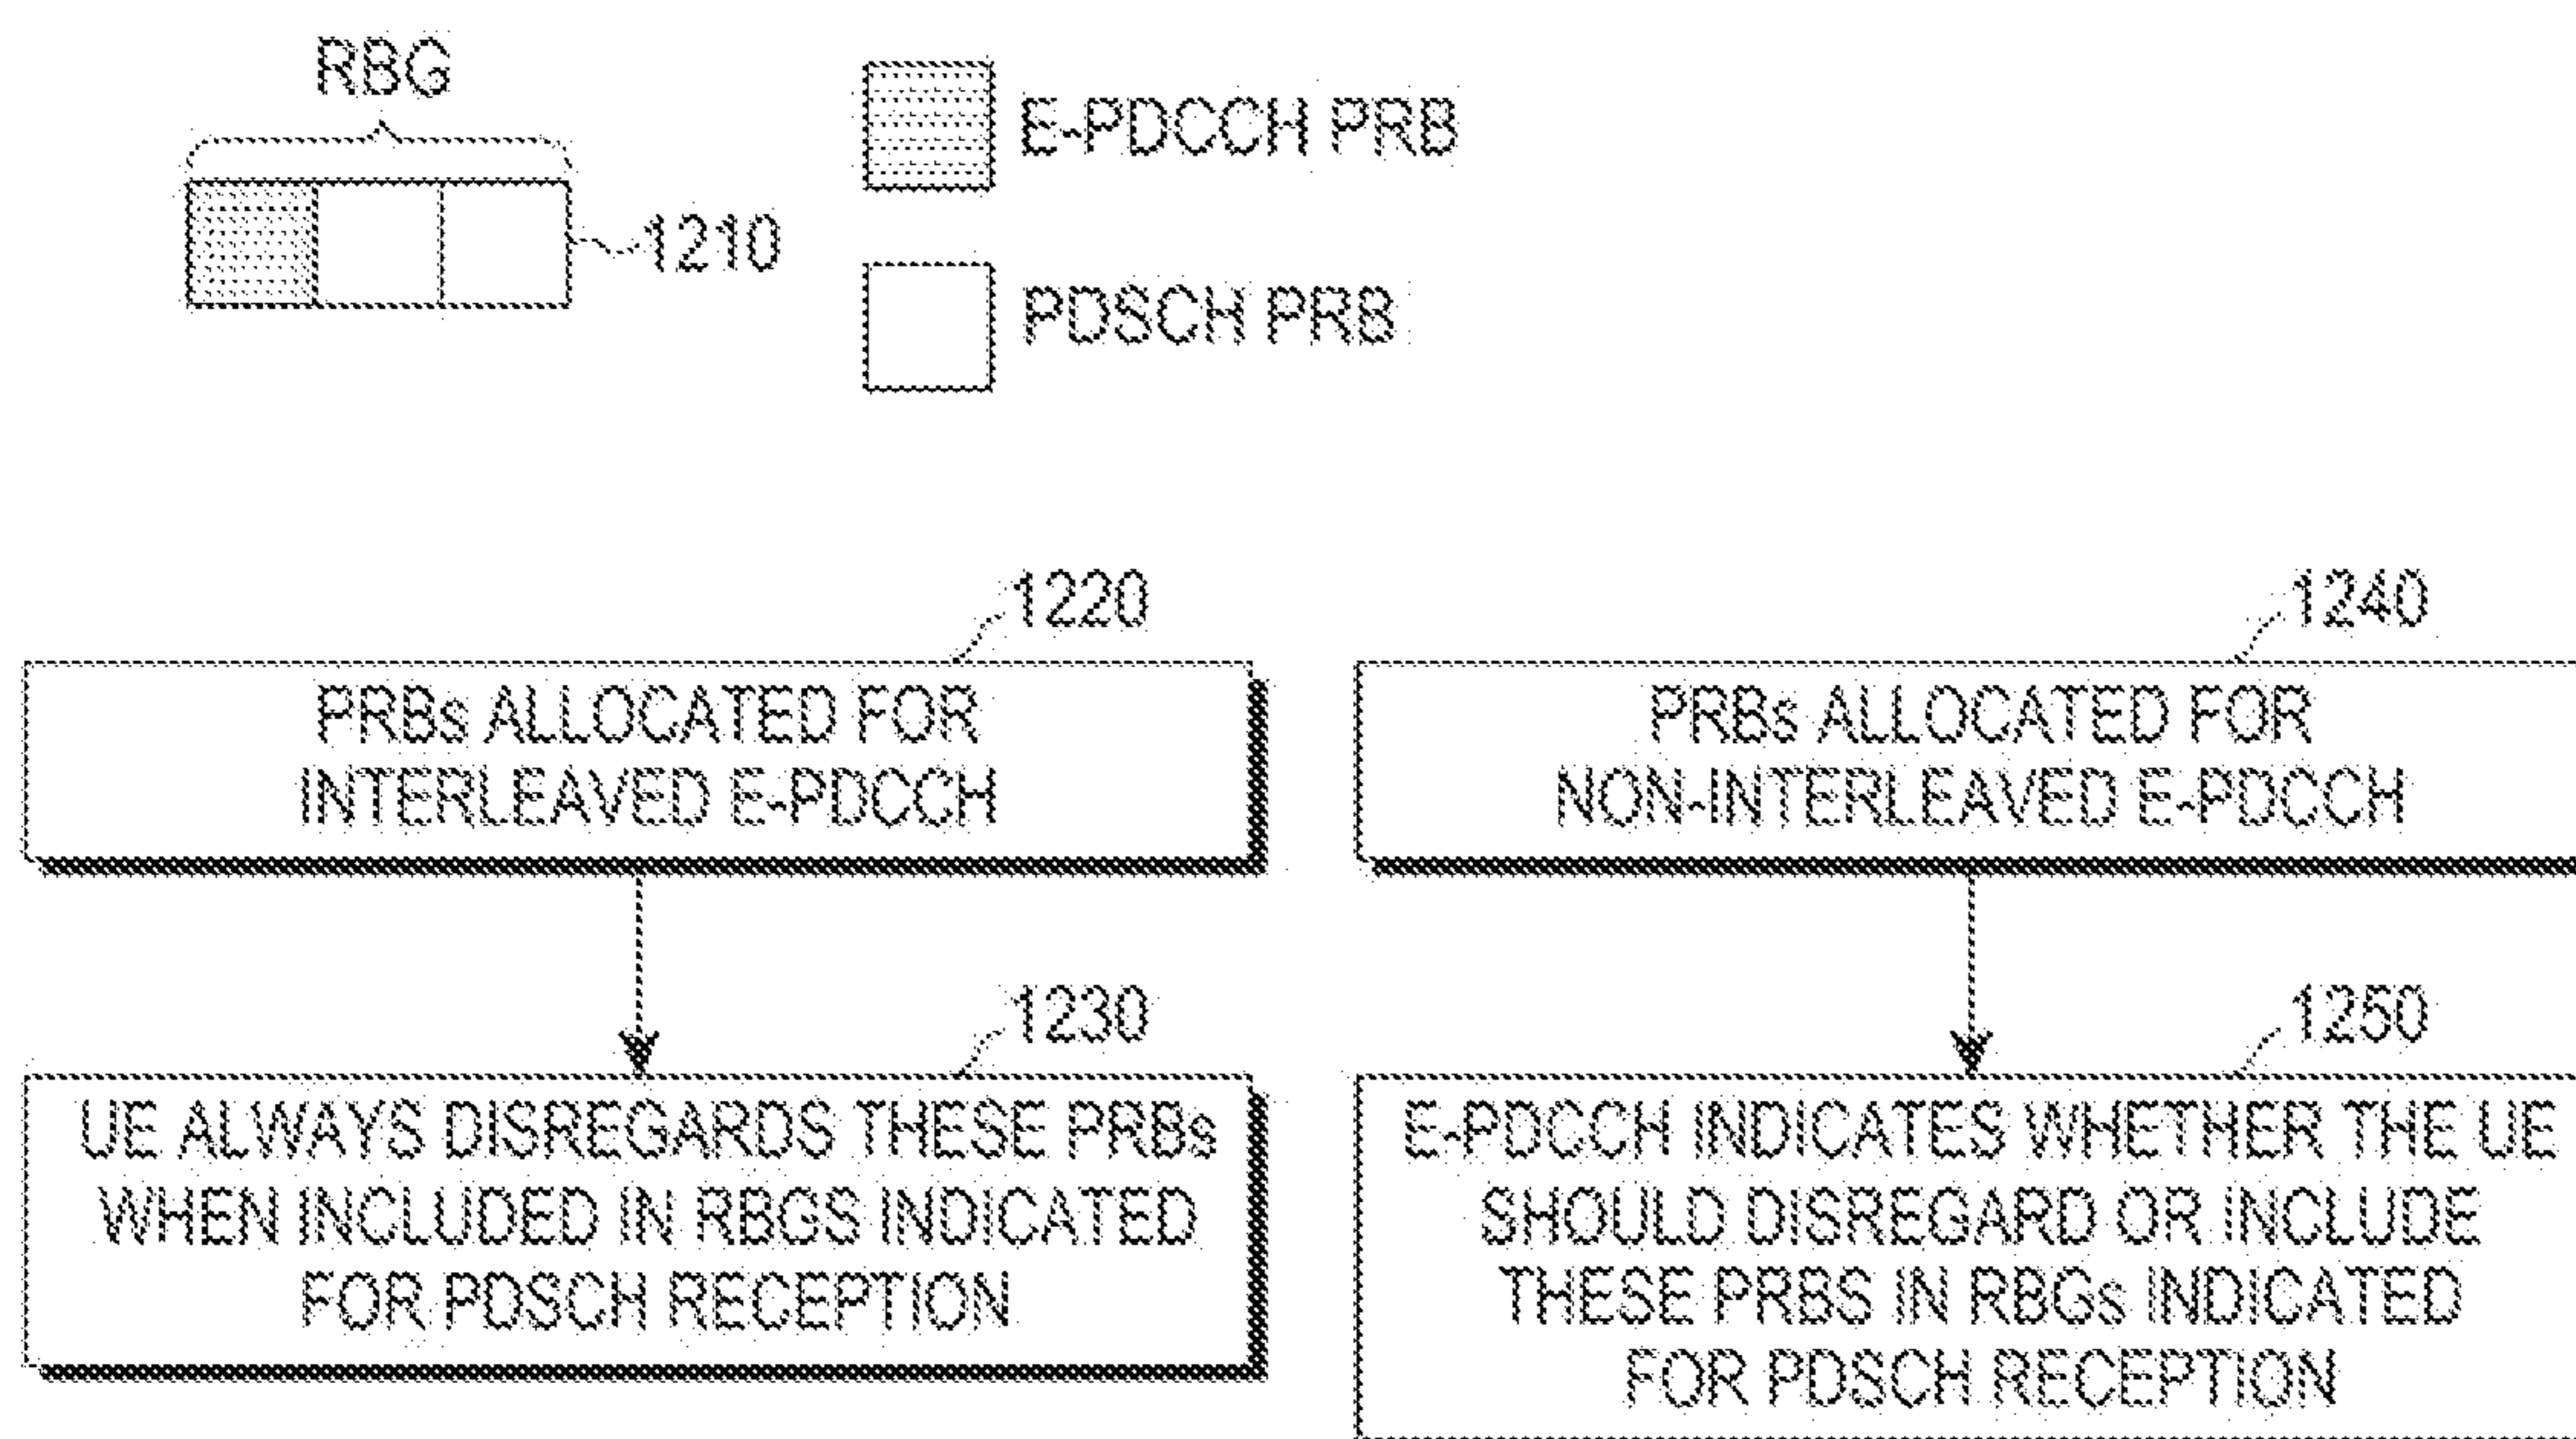 RBG
E-PDCCH PRB
1210
PDSCH PRB
1220
PRBs ALLOCATED FOR
INTERLEAVED E-PDCCH
1230
UE ALWAYS DISREGARDS THESE PRBs
WHEN INCLUDED IN RBGS INDICATED
FOR PDSCH RECEPTION
1240
PRBs ALLOCATED FOR
NON-INTERLEAVED E-PDCCH
1250
E-PDCCH INDICATES WHETHER THE UE
SHOULD DISREGARD OR INCLUDE
THESE PRBS IN RBGs INDICATED
FOR PDSCH RECEPTION